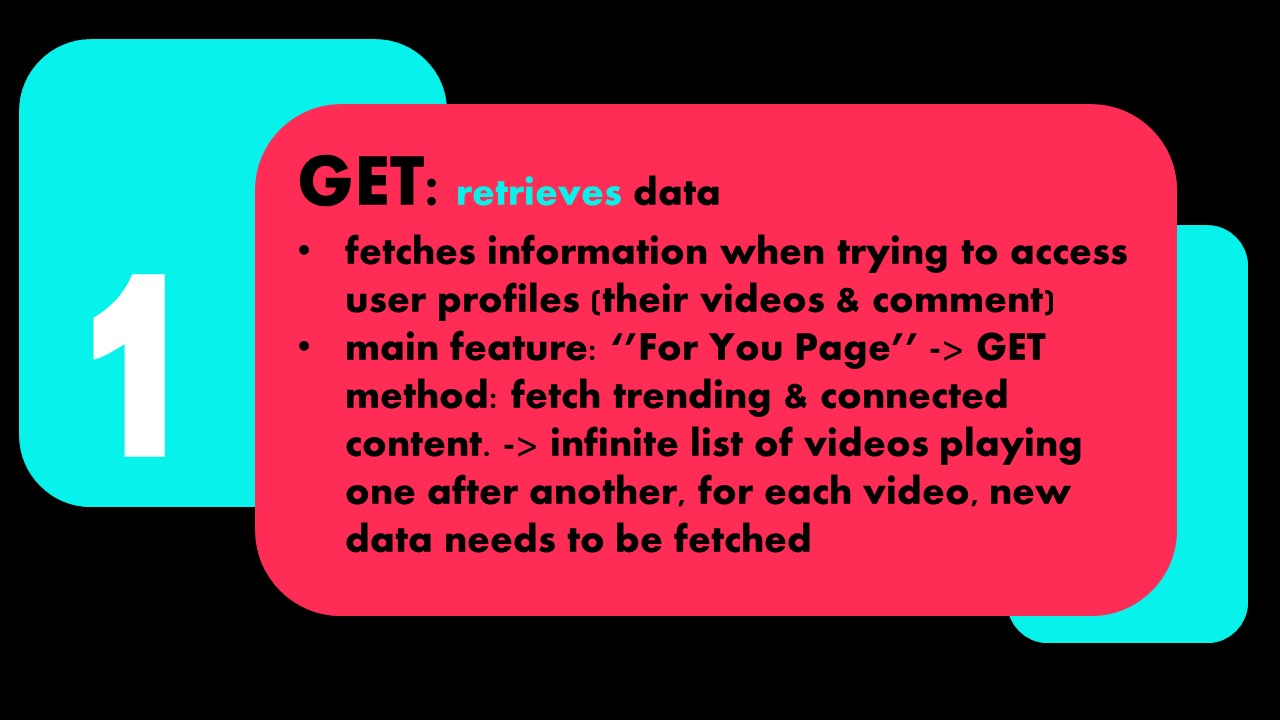 1
GET: retrieves data
• fetches information when trying to access
user profiles (their videos & comment)
• main feature: ‘’For You Page’’ -> GET
method: fetch trending & connected
content. -> infinite list of videos playing
one after another, for each video, new
data needs to be fetched